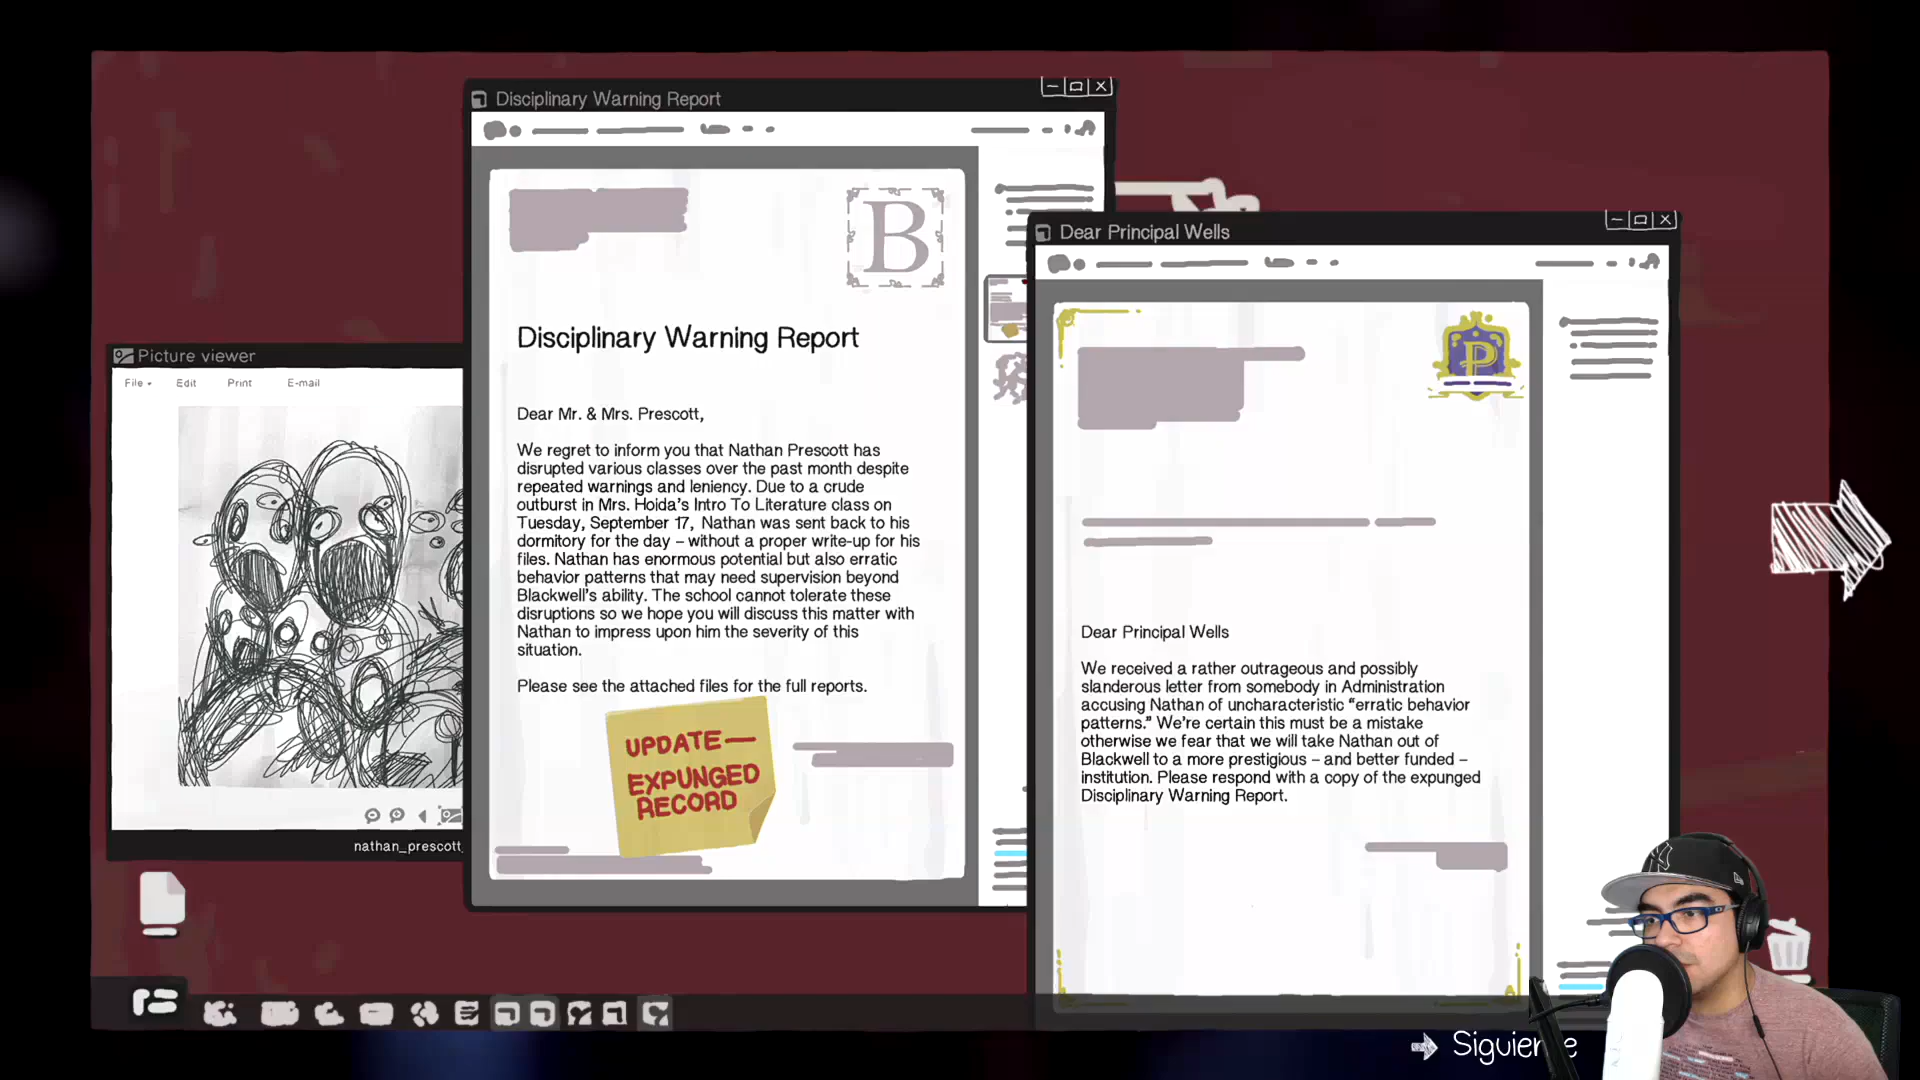 Disciplinary Warning Report
B
Disciplinary Warning Report
Dear Mr. & Mrs. Prescott,
We regret to inform you that Nathan Prescott has
disrupted various classes over the past month despite
repeated warnings and leniency. Due to a crude
outburst in Mrs. Hoida's Intro To Literature class on
Tuesday, September 17, Nathan was sent back to his
dormitory for the day – without a proper write-up for his
files. Nathan has enormous potential but also erratic
behavior patterns that may need supervision beyond
Blackwell's ability. The school cannot tolerate these
disruptions so we hope you will discuss this matter with
Nathan to impress upon him the severity of this
situation.
Please see the attached files for the full reports.
UPDATE—
EXPUNGED
RECORD
Dear Principal Wells
P
Dear Principal Wells
We received a rather outrageous and possibly
slanderous letter from somebody in Administration
accusing Nathan of uncharacteristic “erratic behavior
patterns.” We're certain this must be a mistake
otherwise we fear that we will take Nathan out of
Blackwell to a more prestigious – and better funded –
institution. Please respond with a copy of the expunged
Disciplinary Warning Report.
Picture viewer
File Edit Print E-mail
nathan_prescott_